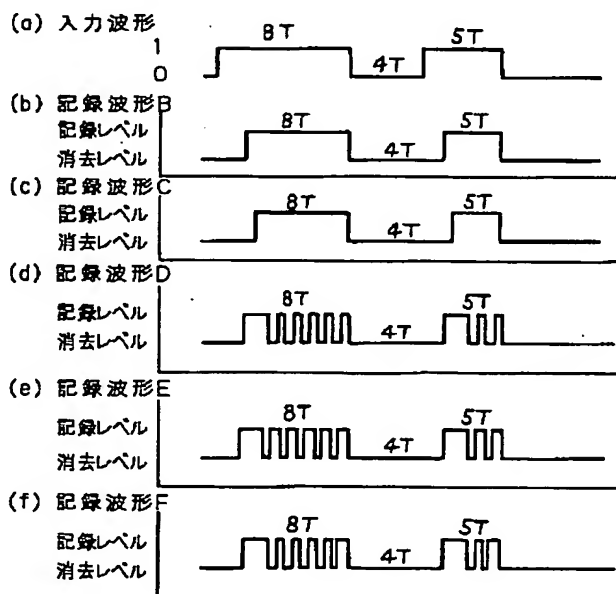 (a) 入力波形
8T
5T
1
4T
0
(b) 記録波形B
8T
5T
記録レベル
4T
消去レベル
(c) 記録波形C
8T
5T
記録レベル
4T
消去レベル
(d) 記録波形D
8T
5T
記録レベル
4T
消去レベル
(e) 記録波形E
8T
5T
記録レベル
4T
消去レベル
(f) 記録波形F
8T
5T
記録レベル
4T
消去レベル